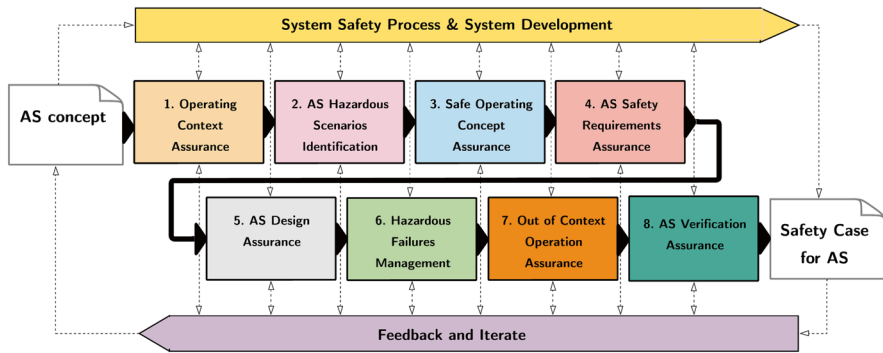 System Safety Process & System Development
AS concept
1. Operating
Context
Assurance
2. AS Hazardous
Scenarios
Identification
3. Safe Operating
Concept
Assurance
4. AS Safety
Requirements
Assurance
5. AS Design
Assurance
6. Hazardous
Failures
Management
7. Out of Context
Operation
Assurance
8. AS Verification
Assurance
Safety Case
for AS
Feedback and Iterate